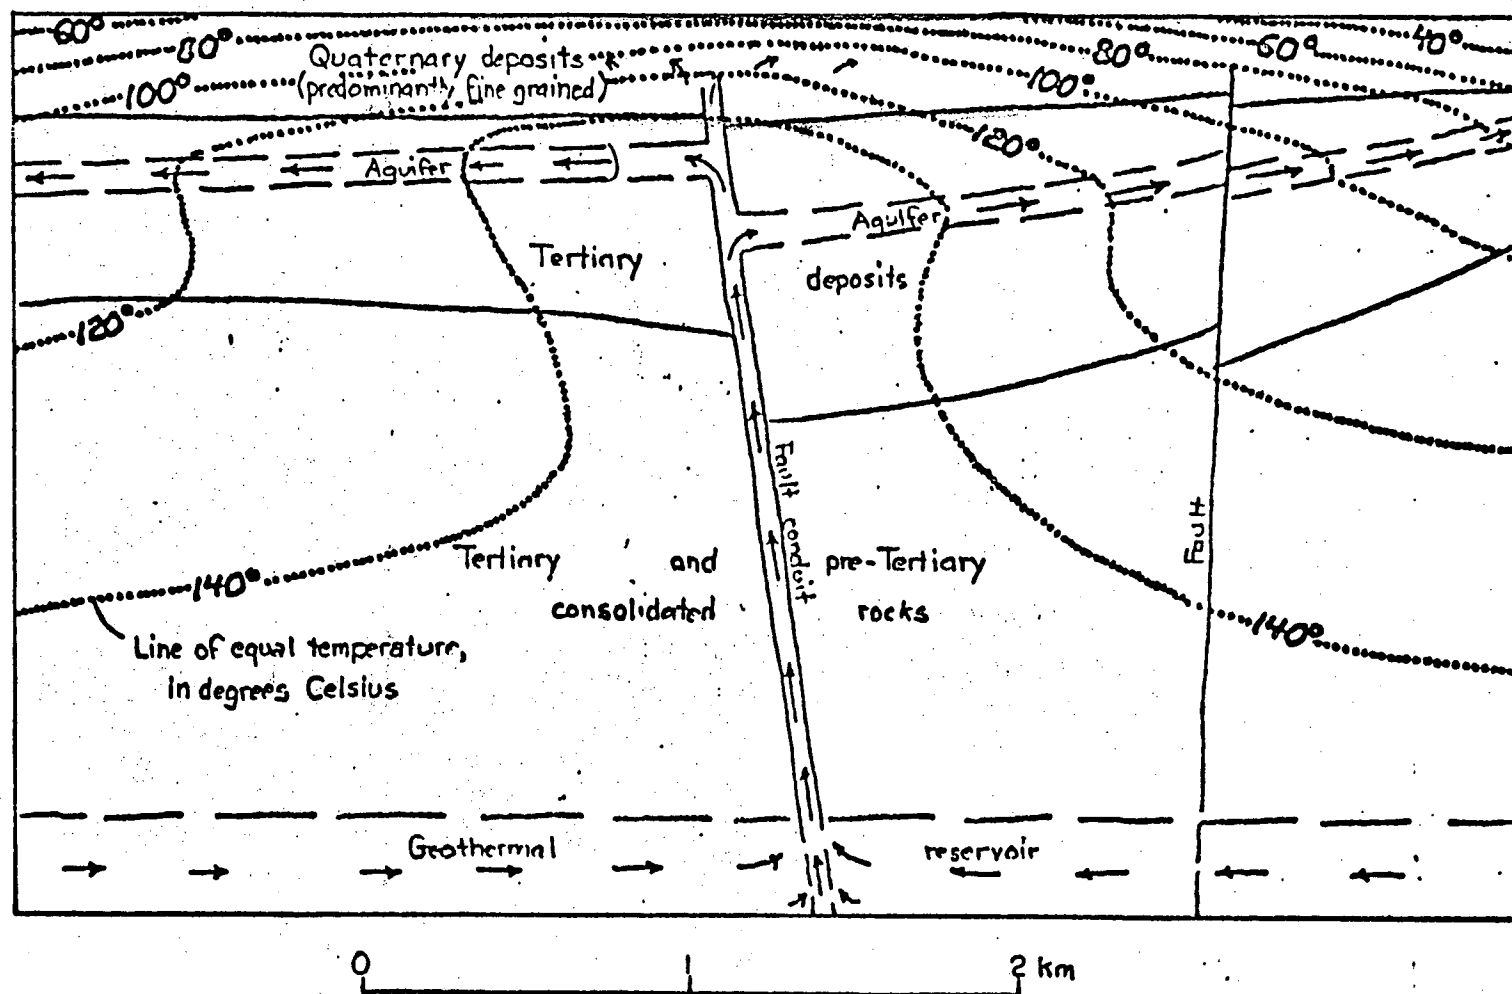 60° 80° 60° 40°
80°
Quaternary deposits
100° (predominantly fine grained) 100°
120°
Aquifer
Aquifer
Tertiary deposits
120°
Fault conduit
Fault
140°
Tertiary and pre-Tertiary
consolidated rocks
140°
Line of equal temperature,
in degrees Celsius
Geothermal reservoir
0 1 2 km